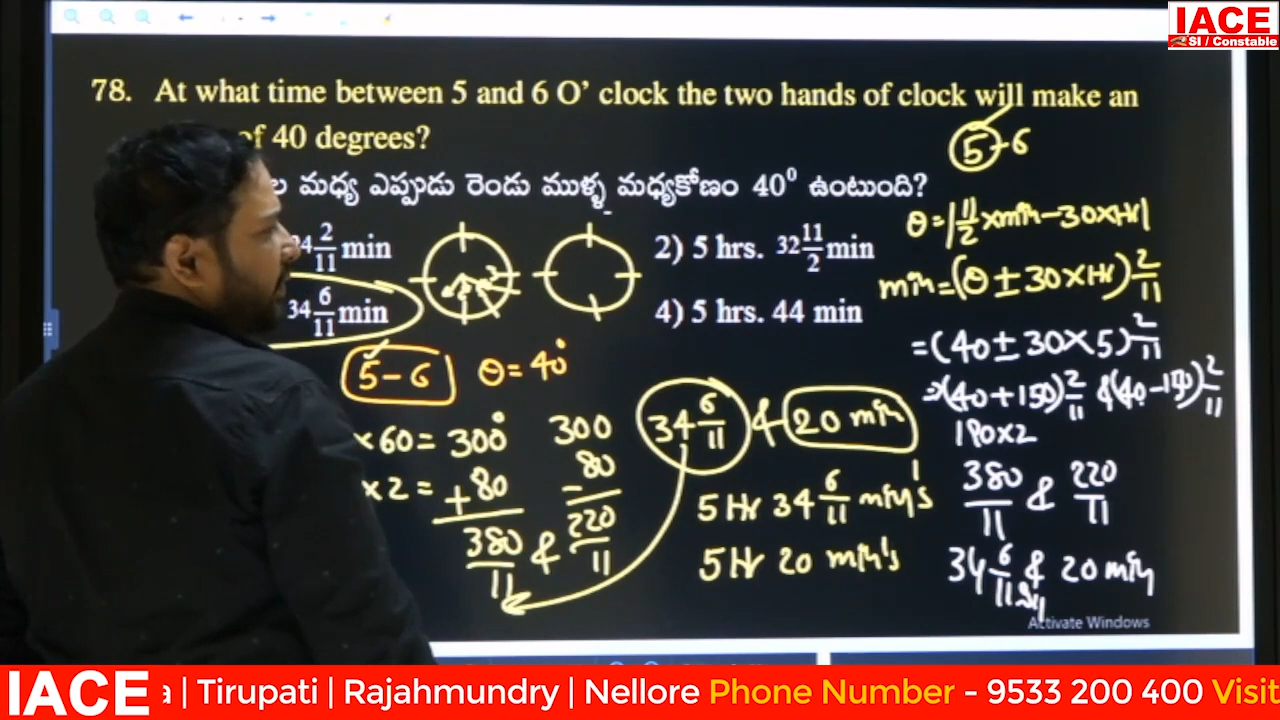 IACE
SI / Constable
78. At what time between 5 and 6 O' clock the two hands of clock will make an
of 40 degrees?
5-6
ల మధ్య ఎప్పుడు రెండు ముళ్ళ మధ్యకోణం 40⁰ ఉంటుంది?
θ = |11/2 × min - 30 × Hr|
34 2/11 min
2) 5 hrs. 32 11/2 min
min = (θ ± 30 × Hr) 2/11
34 6/11 min
4) 5 hrs. 44 min
= (40 ± 30 × 5) 2/11
5-6 θ = 40°
(40 + 150) 2/11 & (40 - 150) 2/11
34 6/11 & 20 min
× 60 = 300° 300
190 × 2
× 2 = + 80 - 80
380/11 & 220/11
5 Hr 34 6/11 min's
380/11 & 220/11
5 Hr 20 min's
34 6/11 & 20 min
Activate Windows
IACE a | Tirupati | Rajahmundry | Nellore Phone Number - 9533 200 400 Visit